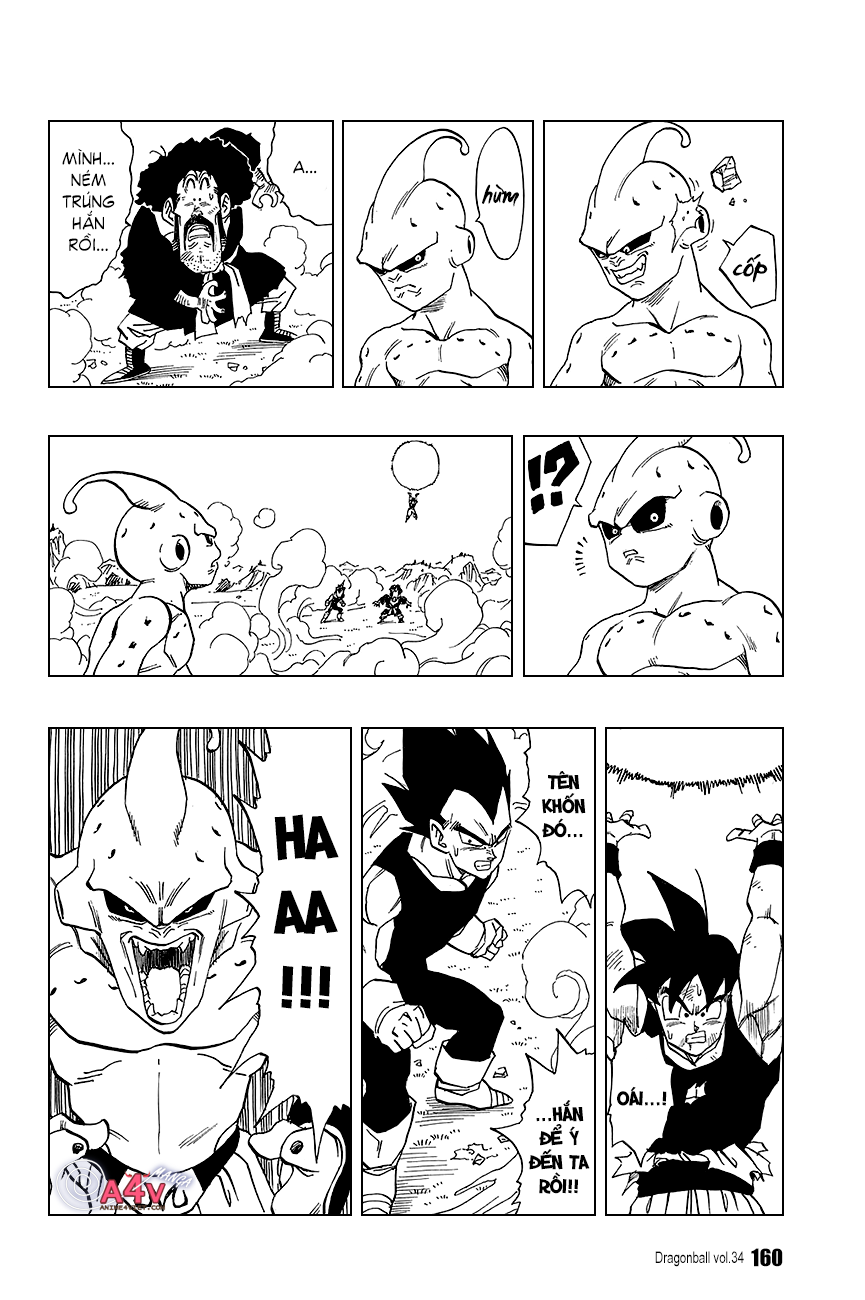 cốp
hừm
A...
MÌNH...
NÉM
TRÚNG
HẮN
RỒI...
!?
OÁI...!
TÊN
KHỐN
ĐÓ...
...HẮN
ĐỂ Ý
ĐẾN TA
RỒI!!
HA
AA
!!!
A4v
Dragonball vol.34 160